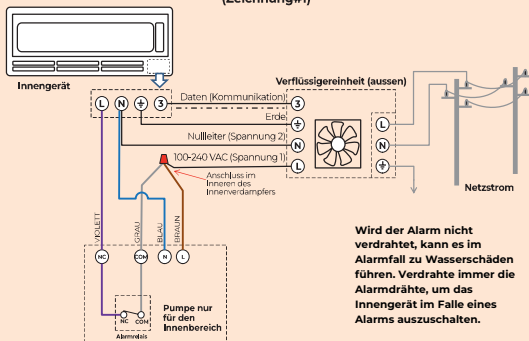 (Zeichnung#1)
Innengerät
L N 3
Daten (Kommunikation)
Erde
Nullleiter (Spannung 2)
100-240 VAC (Spannung 1)
Anschluss im
Inneren des
Innenverdampfers
Verflüssigereinheit (aussen)
3
N
L
L
N
Netzstrom
VIOLETT
GRAU
BLAU
BRAUN
NC COM N L
NC COM
Alarmrelais
Pumpe nur
für den
Innenbereich
Wird der Alarm nicht
verdrahtet, kann es im
Alarmfall zu Wasserschäden
führen. Verdrahte immer die
Alarmdrähte, um das
Innengerät im Falle eines
Alarms auszuschalten.